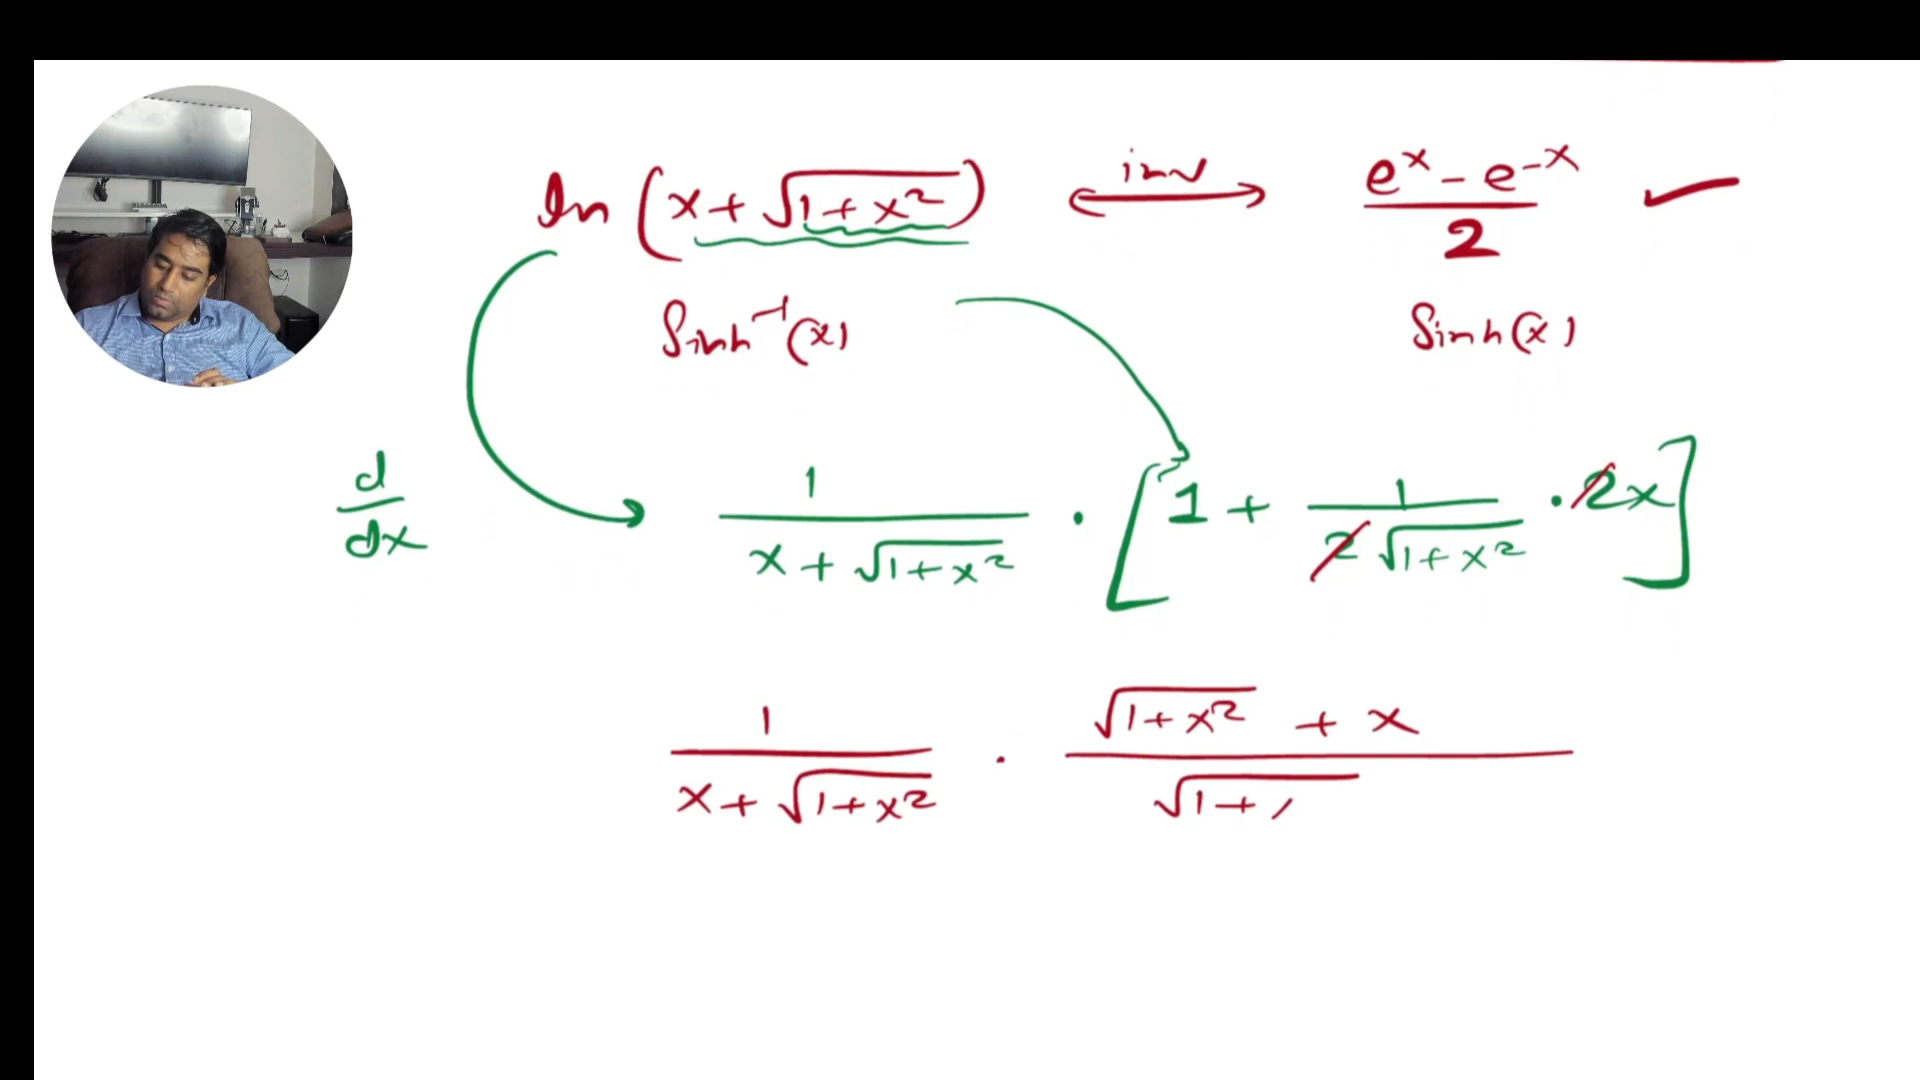 ln (x + √(1 + x²)) ⟷ inv (eˣ - e⁻ˣ)/2 ✓
Sinh⁻¹(x) Sinh(x)
d/dx 1/(x + √(1 + x²)) · [1 + 1/(2√(1 + x²)) · 2x]
1/(x + √(1 + x²)) · (√(1 + x²) + x)/√(1 +